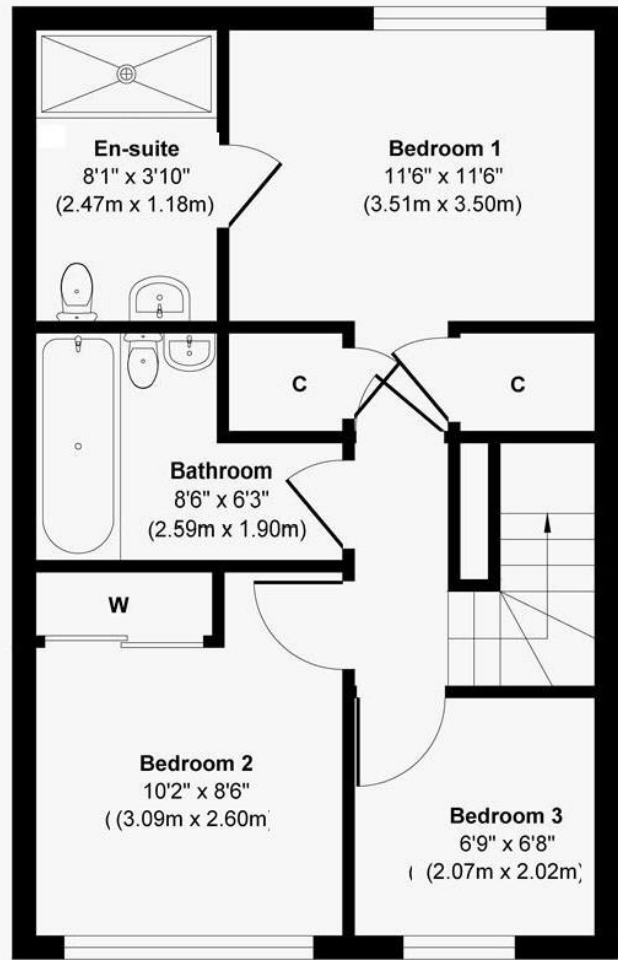 En-suite
8'1" x 3'10"
(2.47m x 1.18m)
Bedroom 1
11'6" x 11'6"
(3.51m x 3.50m)
C
C
Bathroom
8'6" x 6'3"
(2.59m x 1.90m)
W
Bedroom 2
10'2" x 8'6"
( (3.09m x 2.60m)
Bedroom 3
6'9" x 6'8"
( (2.07m x 2.02m)